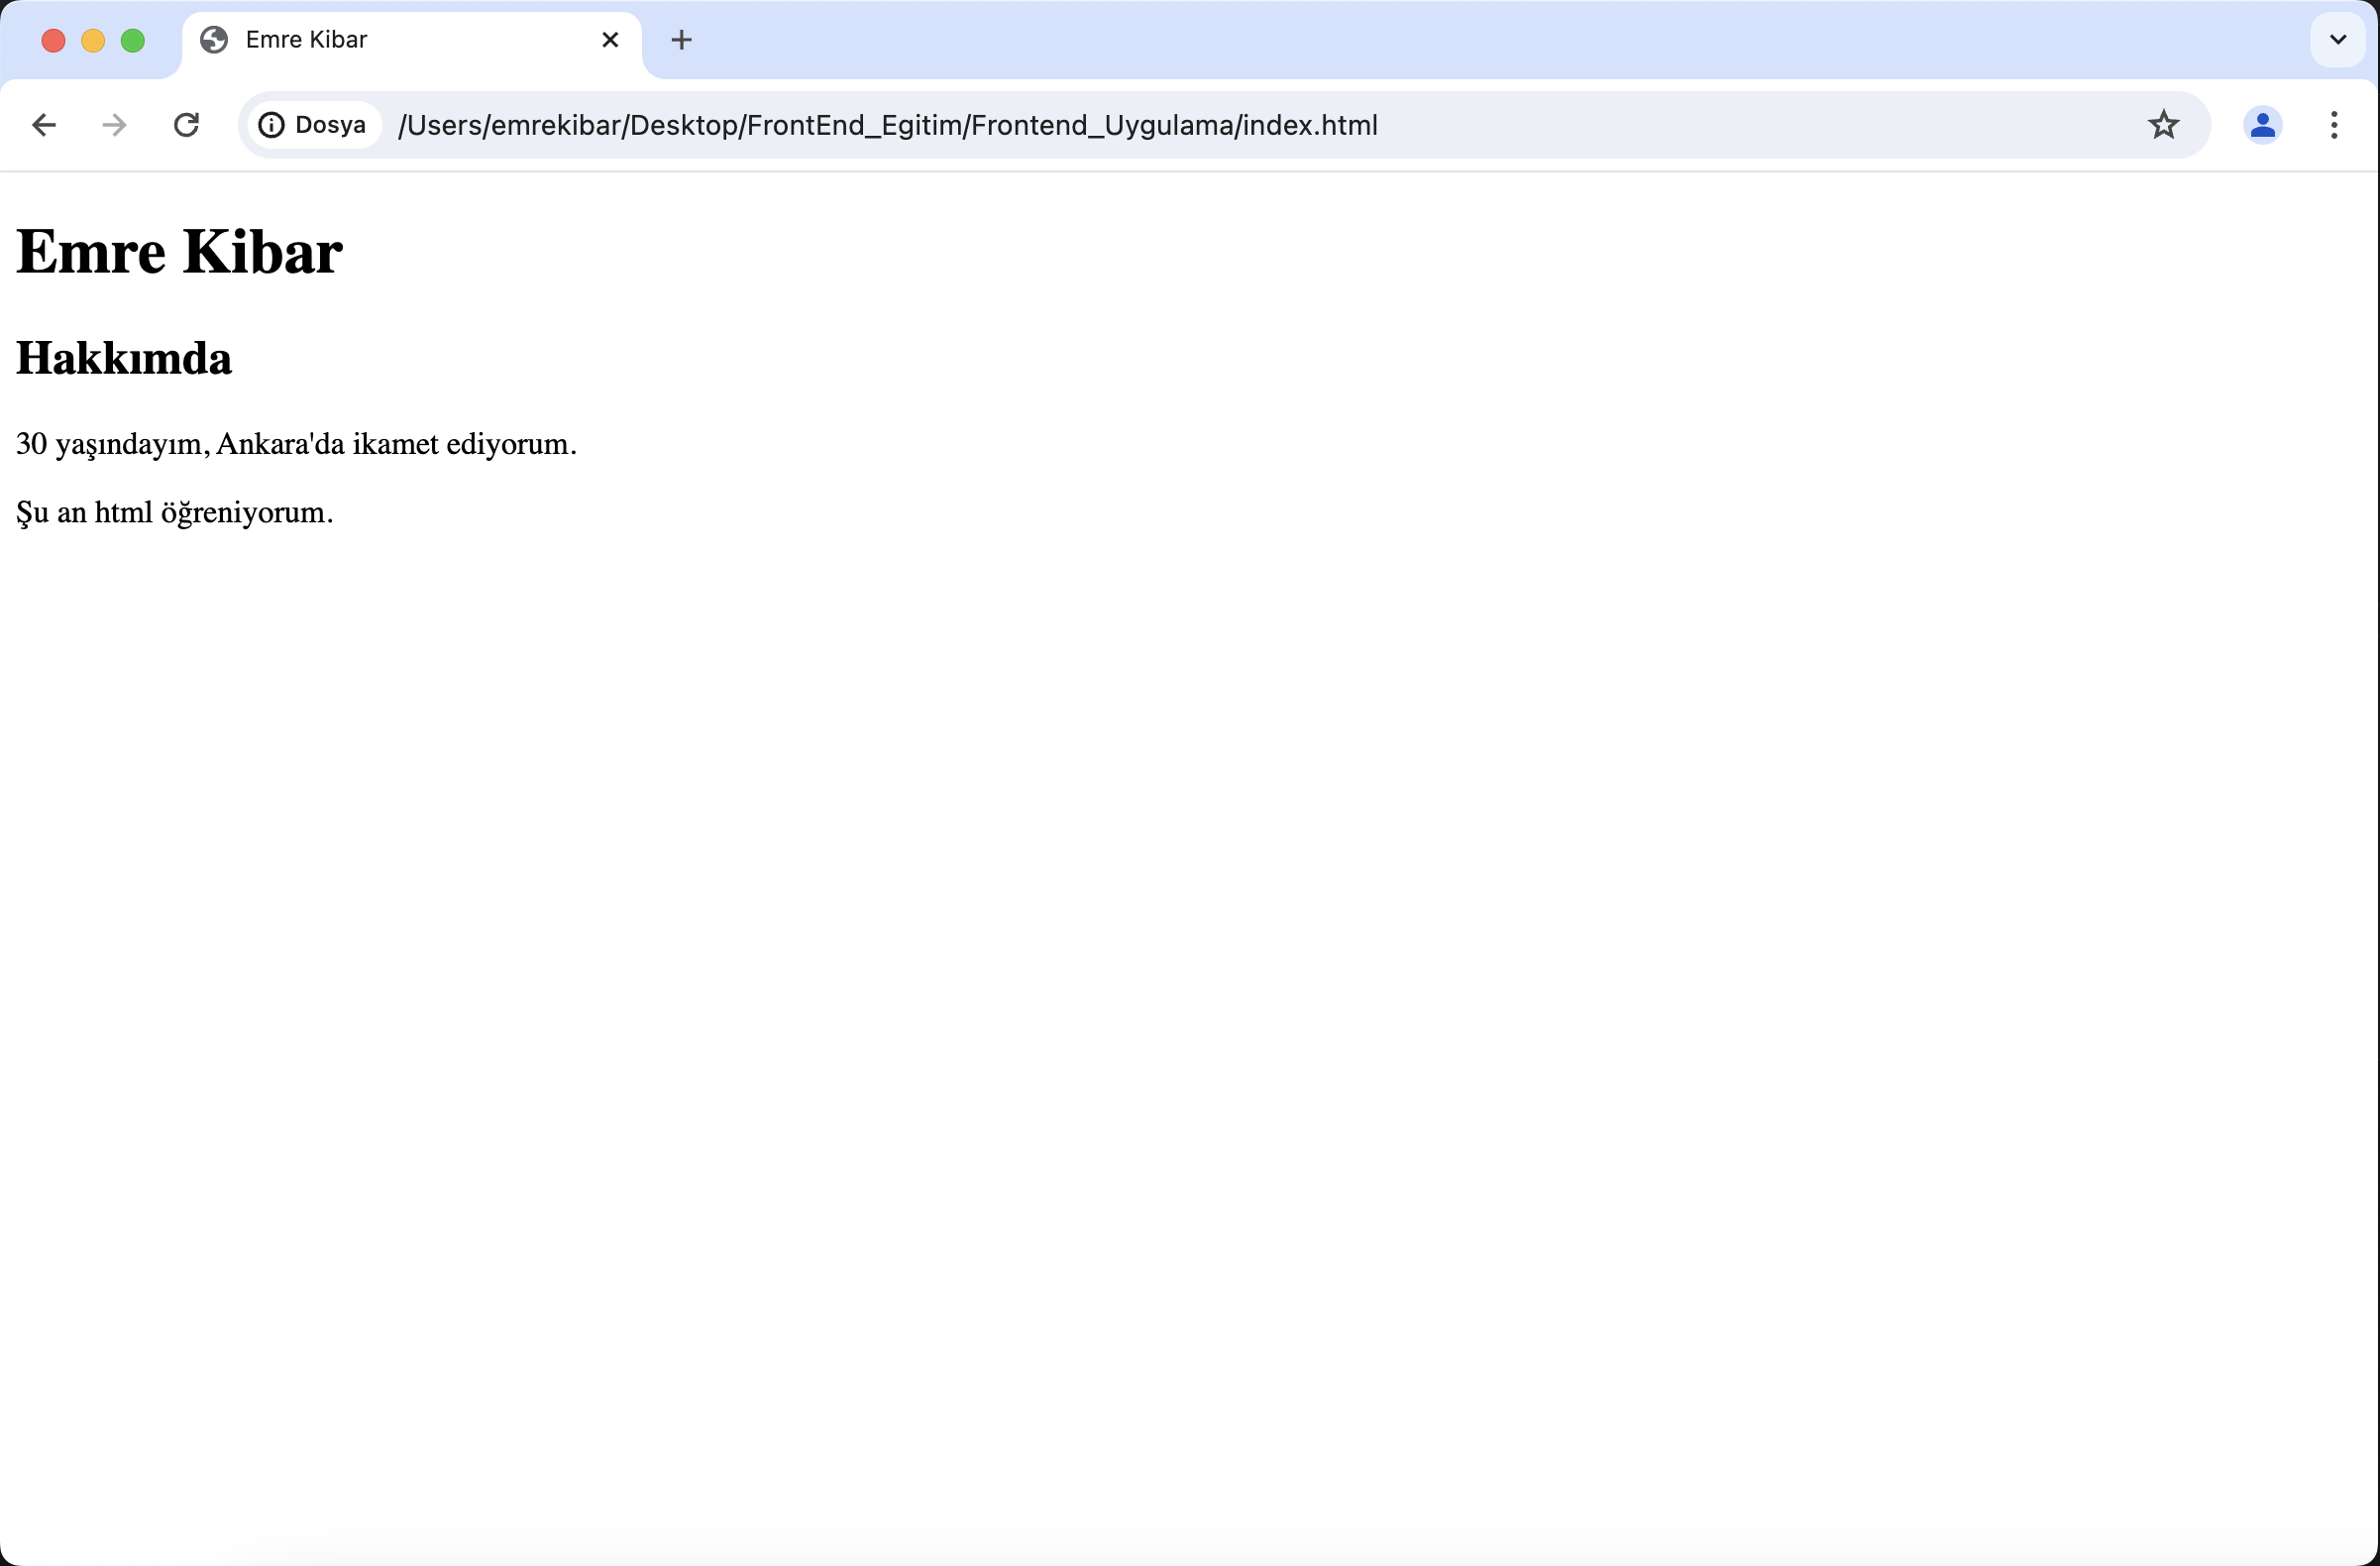 Emre Kibar
Dosya /Users/emrekibar/Desktop/FrontEnd_Egitim/Frontend_Uygulama/index.html
Emre Kibar
Hakkımda
30 yaşındayım, Ankara'da ikamet ediyorum.
Şu an html öğreniyorum.